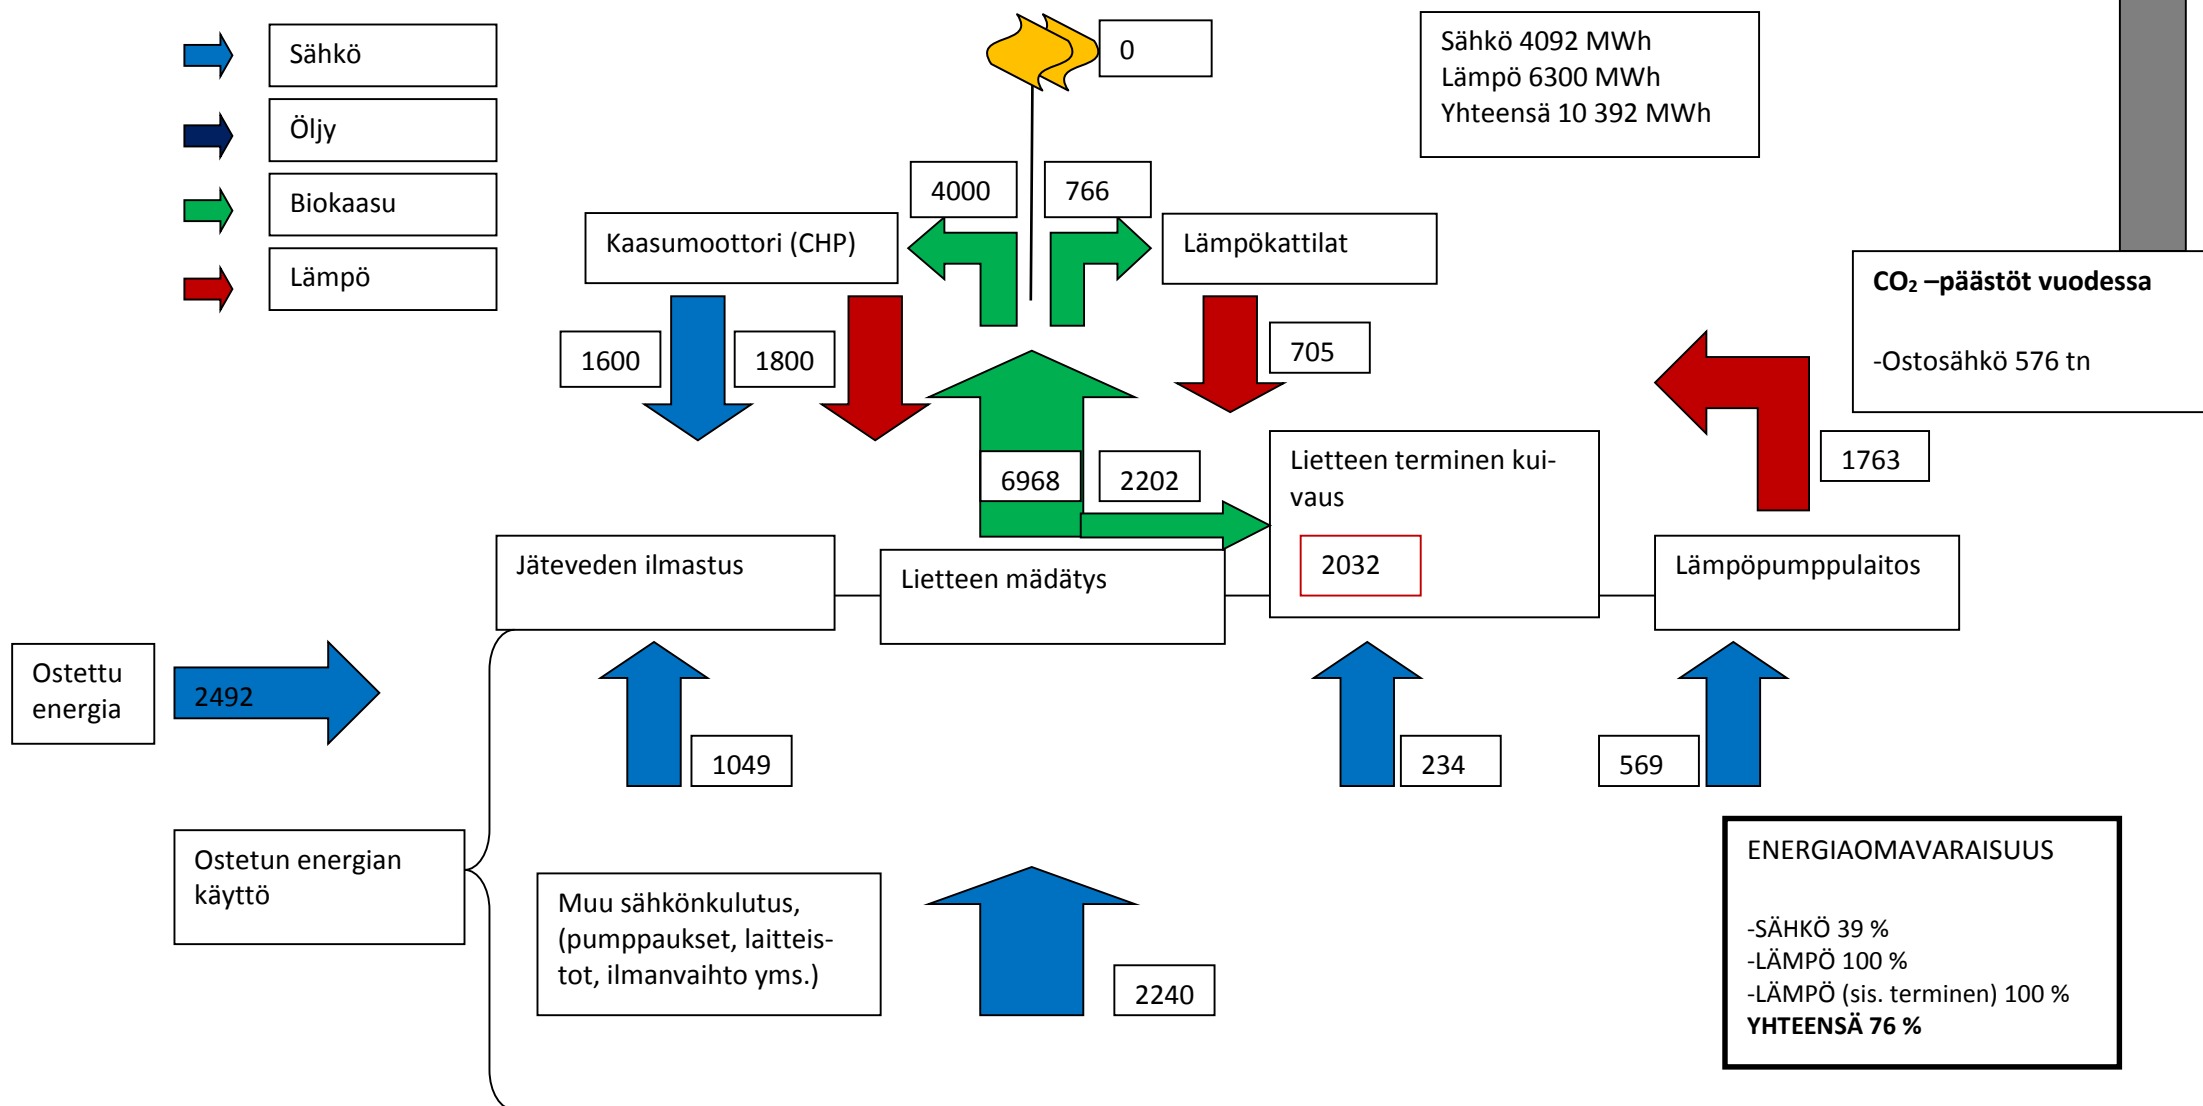 Sähkö
Öljy
Biokaasu
Lämpö
0
Sähkö 4092 MWh
Lämpö 6300 MWh
Yhteensä 10 392 MWh
4000
766
Kaasumoottori (CHP)
Lämpökattilat
CO₂ –päästöt vuodessa
-Ostosähkö 576 tn
1600
1800
705
1763
6968
2202
Lietteen terminen kui-
vaus
2032
Jäteveden ilmastus
Lietteen mädätys
Lämpöpumppulaitos
Ostettu
energia
2492
1049
234
569
Ostetun energian
käyttö
Muu sähkönkulutus,
(pumppaukset, laitteis-
tot, ilmanvaihto yms.)
2240
ENERGIAOMAVARAISUUS
-SÄHKÖ 39 %
-LÄMPÖ 100 %
-LÄMPÖ (sis. terminen) 100 %
YHTEENSÄ 76 %